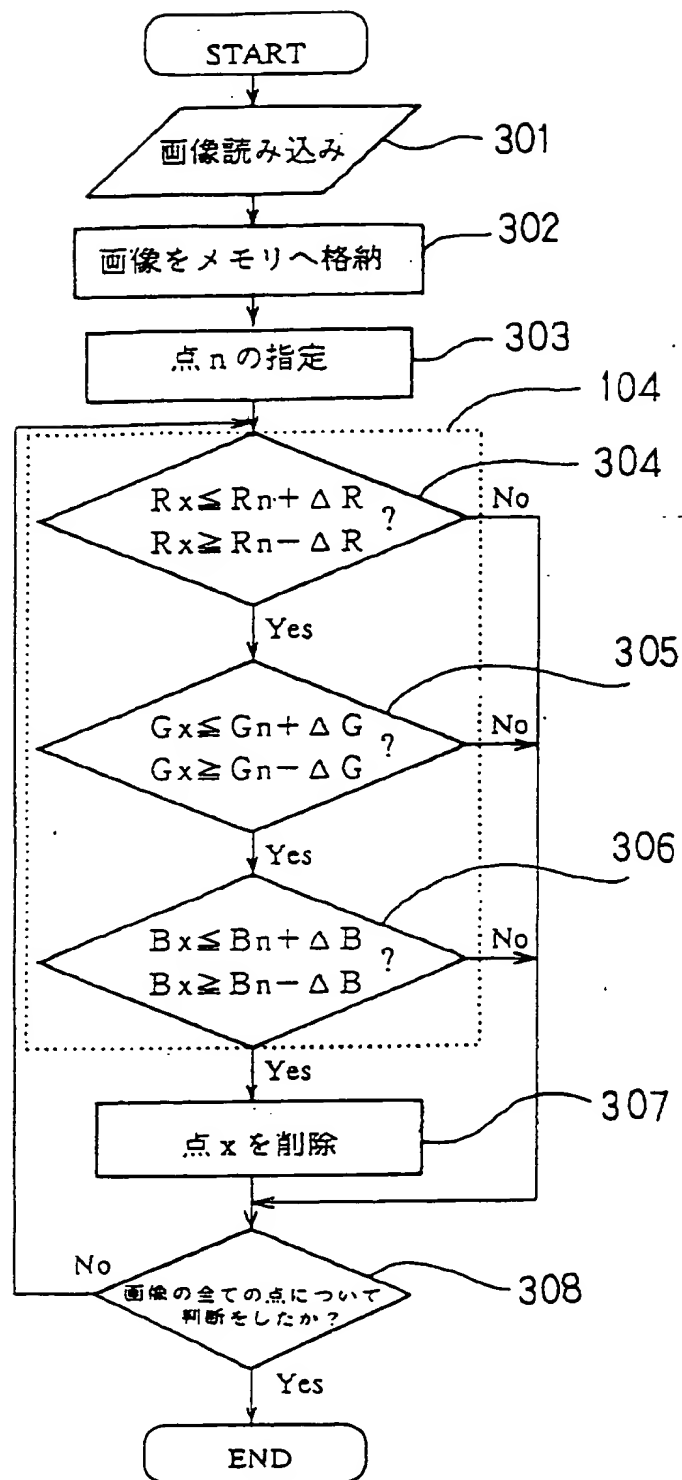 START
画像読み込み
301
画像をメモリへ格納
302
点nの指定
303
104
304
Rx≦Rn+ΔR
Rx≧Rn−ΔR
?
No
Yes
305
Gx≦Gn+ΔG
Gx≧Gn−ΔG
?
No
Yes
306
Bx≦Bn+ΔB
Bx≧Bn−ΔB
?
No
Yes
307
点xを削除
No
308
画像の全ての点について
判断をしたか?
Yes
END